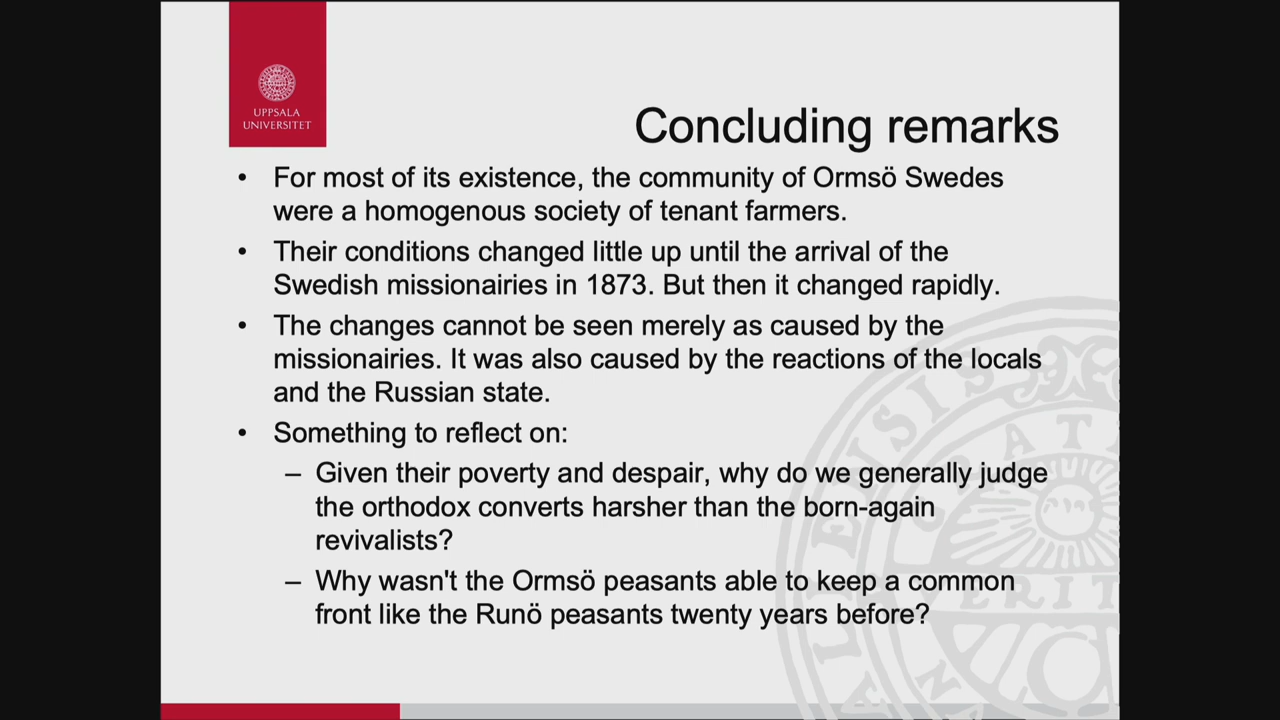 UPPSALA
UNIVERSITET
Concluding remarks
• For most of its existence, the community of Ormsö Swedes
were a homogenous society of tenant farmers.
• Their conditions changed little up until the arrival of the
Swedish missionairies in 1873. But then it changed rapidly.
• The changes cannot be seen merely as caused by the
missionairies. It was also caused by the reactions of the locals
and the Russian state.
• Something to reflect on:
– Given their poverty and despair, why do we generally judge
the orthodox converts harsher than the born-again
revivalists?
– Why wasn't the Ormsö peasants able to keep a common
front like the Runö peasants twenty years before?